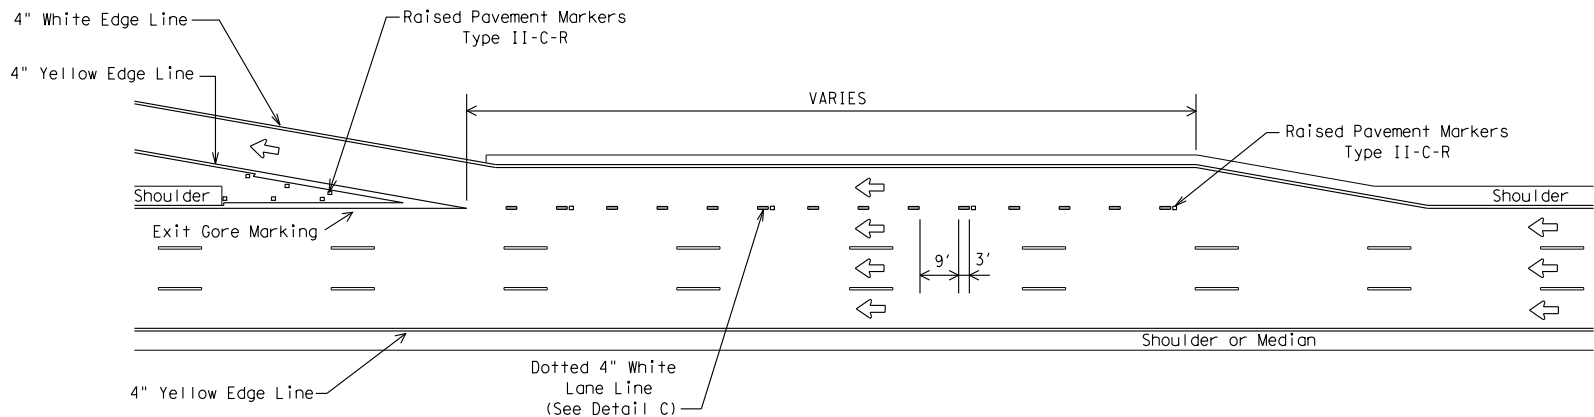 4" White Edge Line
Raised Pavement Markers
Type II-C-R
4" Yellow Edge Line
VARIES
Raised Pavement Markers
Type II-C-R
Shoulder
Shoulder
Exit Gore Marking
9'
3'
Shoulder or Median
4" Yellow Edge Line
Dotted 4" White
Lane Line
(See Detail C)